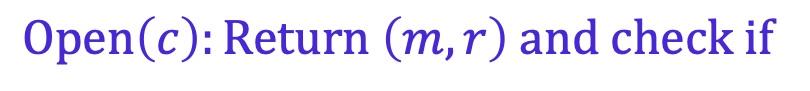 Open(c): Return (m, r) and check if